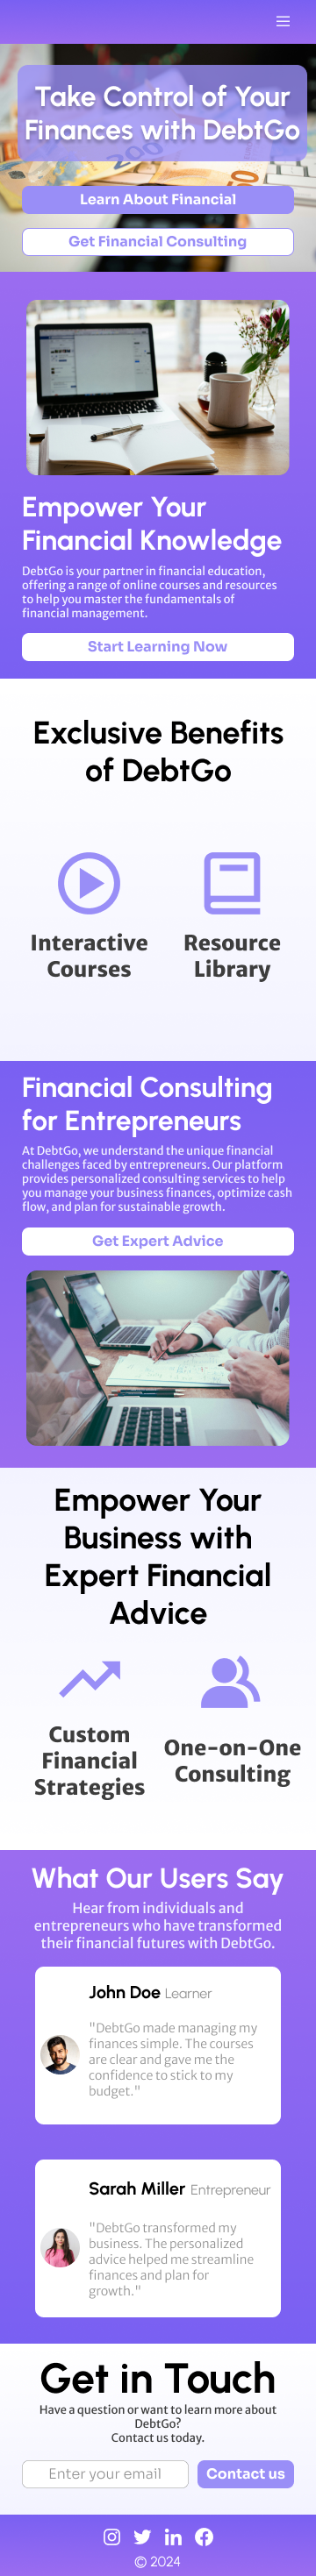 Take Control of Your
Finances with DebtGo
Learn About Financial
Get Financial Consulting
Empower Your
Financial Knowledge
DebtGo is your partner in financial education,
offering a range of online courses and resources
to help you master the fundamentals of
financial management.
Start Learning Now
Exclusive Benefits
of DebtGo
Interactive
Courses
Resource
Library
Financial Consulting
for Entrepreneurs
At DebtGo, we understand the unique financial
challenges faced by entrepreneurs. Our platform
provides personalized consulting services to help
you manage your business finances, optimize cash
flow, and plan for sustainable growth.
Get Expert Advice
Empower Your
Business with
Expert Financial
Advice
Custom
Financial
Strategies
One-on-One
Consulting
What Our Users Say
Hear from individuals and
entrepreneurs who have transformed
their financial futures with DebtGo.
John Doe Learner
"DebtGo made managing my
finances simple. The courses
are clear and gave me the
confidence to stick to my
budget."
Sarah Miller Entrepreneur
"DebtGo transformed my
business. The personalized
advice helped me streamline
finances and plan for
growth."
Get in Touch
Have a question or want to learn more about
DebtGo?
Contact us today.
Enter your email
Contact us
© 2024